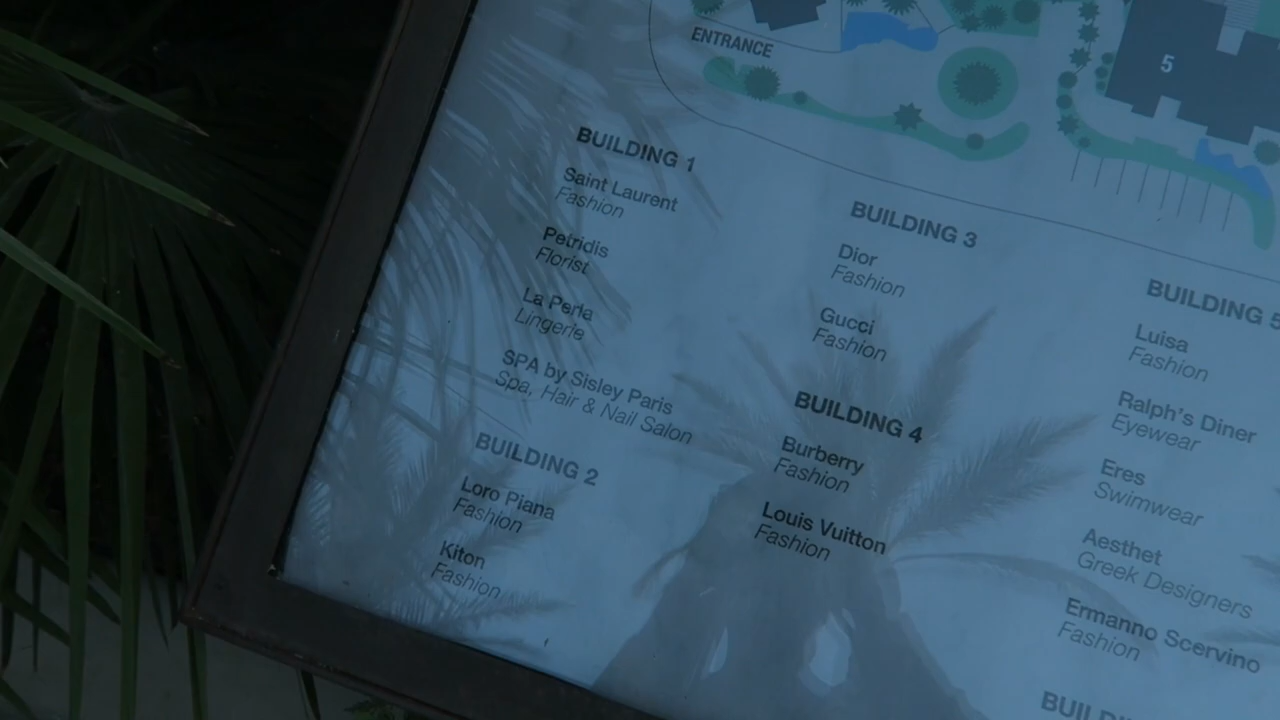 ENTRANCE
5
BUILDING 1
Saint Laurent
Fashion
Petridis
Florist
La Perla
Lingerie
SPA by Sisley Paris
Spa, Hair & Nail Salon
BUILDING 2
Loro Piana
Fashion
Kiton
Fashion
BUILDING 3
Dior
Fashion
Gucci
Fashion
BUILDING 4
Burberry
Fashion
Louis Vuitton
Fashion
BUILDING 5
Luisa
Fashion
Ralph's Diner
Eyewear
Eres
Swimwear
Aesthet
Greek Designers
Ermanno Scervino
Fashion